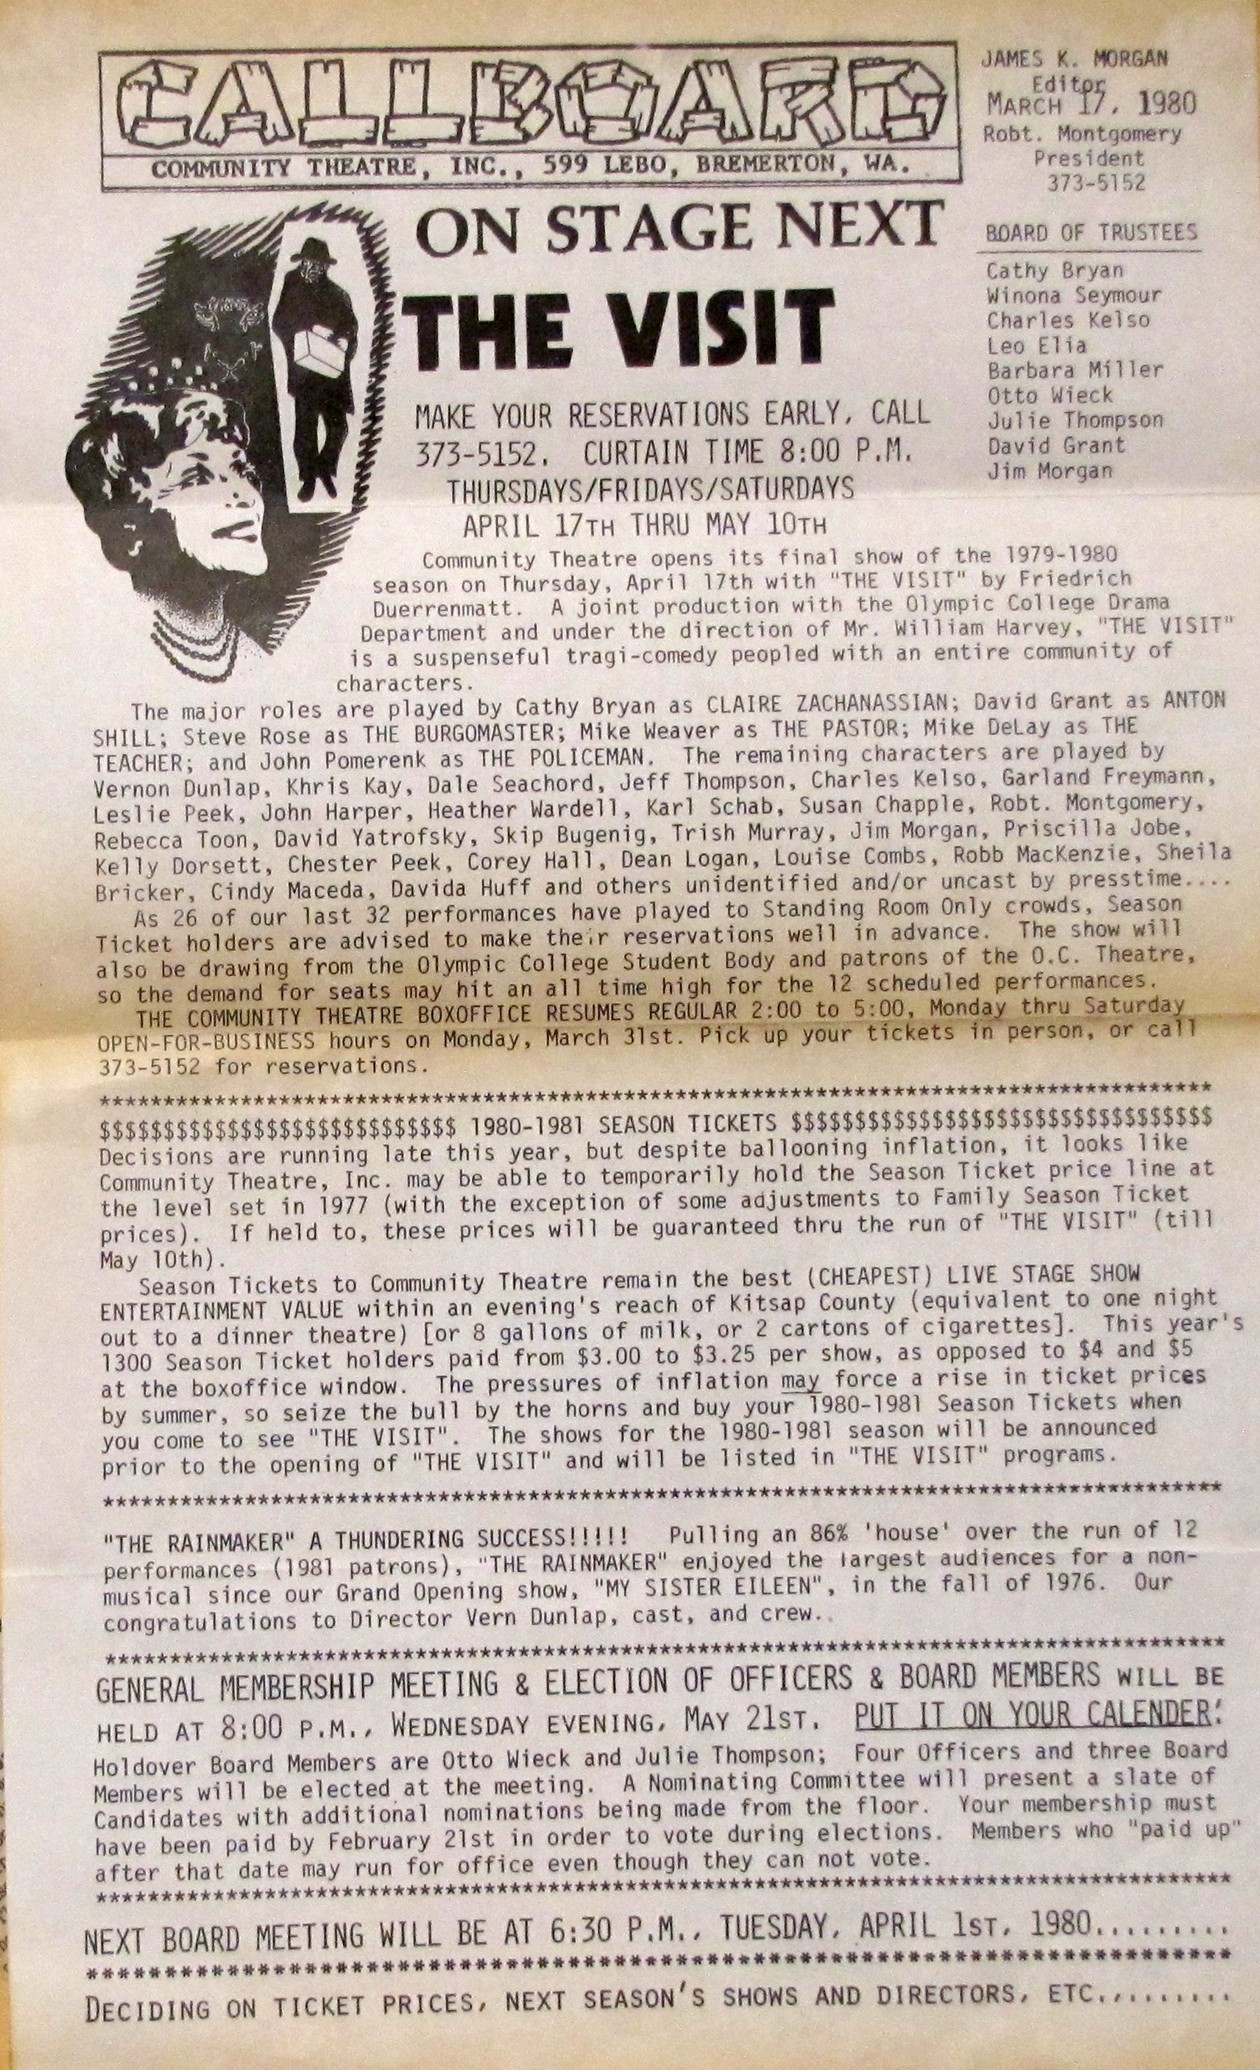 CALLBOARD
COMMUNITY THEATRE, INC., 599 LEBO, BREMERTON, WA.
JAMES K. MORGAN
Editor
MARCH 17, 1980
Robt. Montgomery
President
373-5152
BOARD OF TRUSTEES
Cathy Bryan
Winona Seymour
Charles Kelso
Leo Elia
Barbara Miller
Otto Wieck
Julie Thompson
David Grant
Jim Morgan
ON STAGE NEXT
THE VISIT
MAKE YOUR RESERVATIONS EARLY, CALL
373-5152. CURTAIN TIME 8:00 P.M.
THURSDAYS/FRIDAYS/SATURDAYS
APRIL 17TH THRU MAY 10TH
Community Theatre opens its final show of the 1979-1980
season on Thursday, April 17th with "THE VISIT" by Friedrich
Duerrenmatt. A joint production with the Olympic College Drama
Department and under the direction of Mr. William Harvey, "THE VISIT"
is a suspenseful tragi-comedy peopled with an entire community of
characters.
The major roles are played by Cathy Bryan as CLAIRE ZACHANASSIAN; David Grant as ANTON
SHILL; Steve Rose as THE BURGOMASTER; Mike Weaver as THE PASTOR; Mike DeLay as THE
TEACHER; and John Pomerenk as THE POLICEMAN. The remaining characters are played by
Vernon Dunlap, Khris Kay, Dale Seachord, Jeff Thompson, Charles Kelso, Garland Freymann,
Leslie Peek, John Harper, Heather Wardell, Karl Schab, Susan Chapple, Robt. Montgomery,
Rebecca Toon, David Yatrofsky, Skip Bugenig, Trish Murray, Jim Morgan, Priscilla Jobe,
Kelly Dorsett, Chester Peek, Corey Hall, Dean Logan, Louise Combs, Robb MacKenzie, Sheila
Bricker, Cindy Maceda, Davida Huff and others unidentified and/or uncast by presstime....
As 26 of our last 32 performances have played to Standing Room Only crowds, Season
Ticket holders are advised to make their reservations well in advance. The show will
also be drawing from the Olympic College Student Body and patrons of the O.C. Theatre,
so the demand for seats may hit an all time high for the 12 scheduled performances.
THE COMMUNITY THEATRE BOXOFFICE RESUMES REGULAR 2:00 to 5:00, Monday thru Saturday
OPEN-FOR-BUSINESS hours on Monday, March 31st. Pick up your tickets in person, or call
373-5152 for reservations.
****************************************************************************************
$$$$$$$$$$$$$$$$$$$$$$$$$$$$ 1980-1981 SEASON TICKETS $$$$$$$$$$$$$$$$$$$$$$$$$$$$$$$$$
Decisions are running late this year, but despite ballooning inflation, it looks like
Community Theatre, Inc. may be able to temporarily hold the Season Ticket price line at
the level set in 1977 (with the exception of some adjustments to Family Season Ticket
prices). If held to, these prices will be guaranteed thru the run of "THE VISIT" (till
May 10th).
Season Tickets to Community Theatre remain the best (CHEAPEST) LIVE STAGE SHOW
ENTERTAINMENT VALUE within an evening's reach of Kitsap County (equivalent to one night
out to a dinner theatre) [or 8 gallons of milk, or 2 cartons of cigarettes]. This year's
1300 Season Ticket holders paid from $3.00 to $3.25 per show, as opposed to $4 and $5
at the boxoffice window. The pressures of inflation may force a rise in ticket prices
by summer, so seize the bull by the horns and buy your 1980-1981 Season Tickets when
you come to see "THE VISIT". The shows for the 1980-1981 season will be announced
prior to the opening of "THE VISIT" and will be listed in "THE VISIT" programs.
****************************************************************************************
"THE RAINMAKER" A THUNDERING SUCCESS!!!!! Pulling an 86% 'house' over the run of 12
performances (1981 patrons), "THE RAINMAKER" enjoyed the largest audiences for a non-
musical since our Grand Opening show, "MY SISTER EILEEN", in the fall of 1976. Our
congratulations to Director Vern Dunlap, cast, and crew..
****************************************************************************************
GENERAL MEMBERSHIP MEETING & ELECTION OF OFFICERS & BOARD MEMBERS WILL BE
HELD AT 8:00 P.M., WEDNESDAY EVENING, MAY 21ST. PUT IT ON YOUR CALENDER!
Holdover Board Members are Otto Wieck and Julie Thompson; Four Officers and three Board
Members will be elected at the meeting. A Nominating Committee will present a slate of
Candidates with additional nominations being made from the floor. Your membership must
have been paid by February 21st in order to vote during elections. Members who "paid up"
after that date may run for office even though they can not vote.
****************************************************************************************
NEXT BOARD MEETING WILL BE AT 6:30 P.M., TUESDAY, APRIL 1ST, 1980.........
****************************************************************************************
DECIDING ON TICKET PRICES, NEXT SEASON'S SHOWS AND DIRECTORS, ETC.........